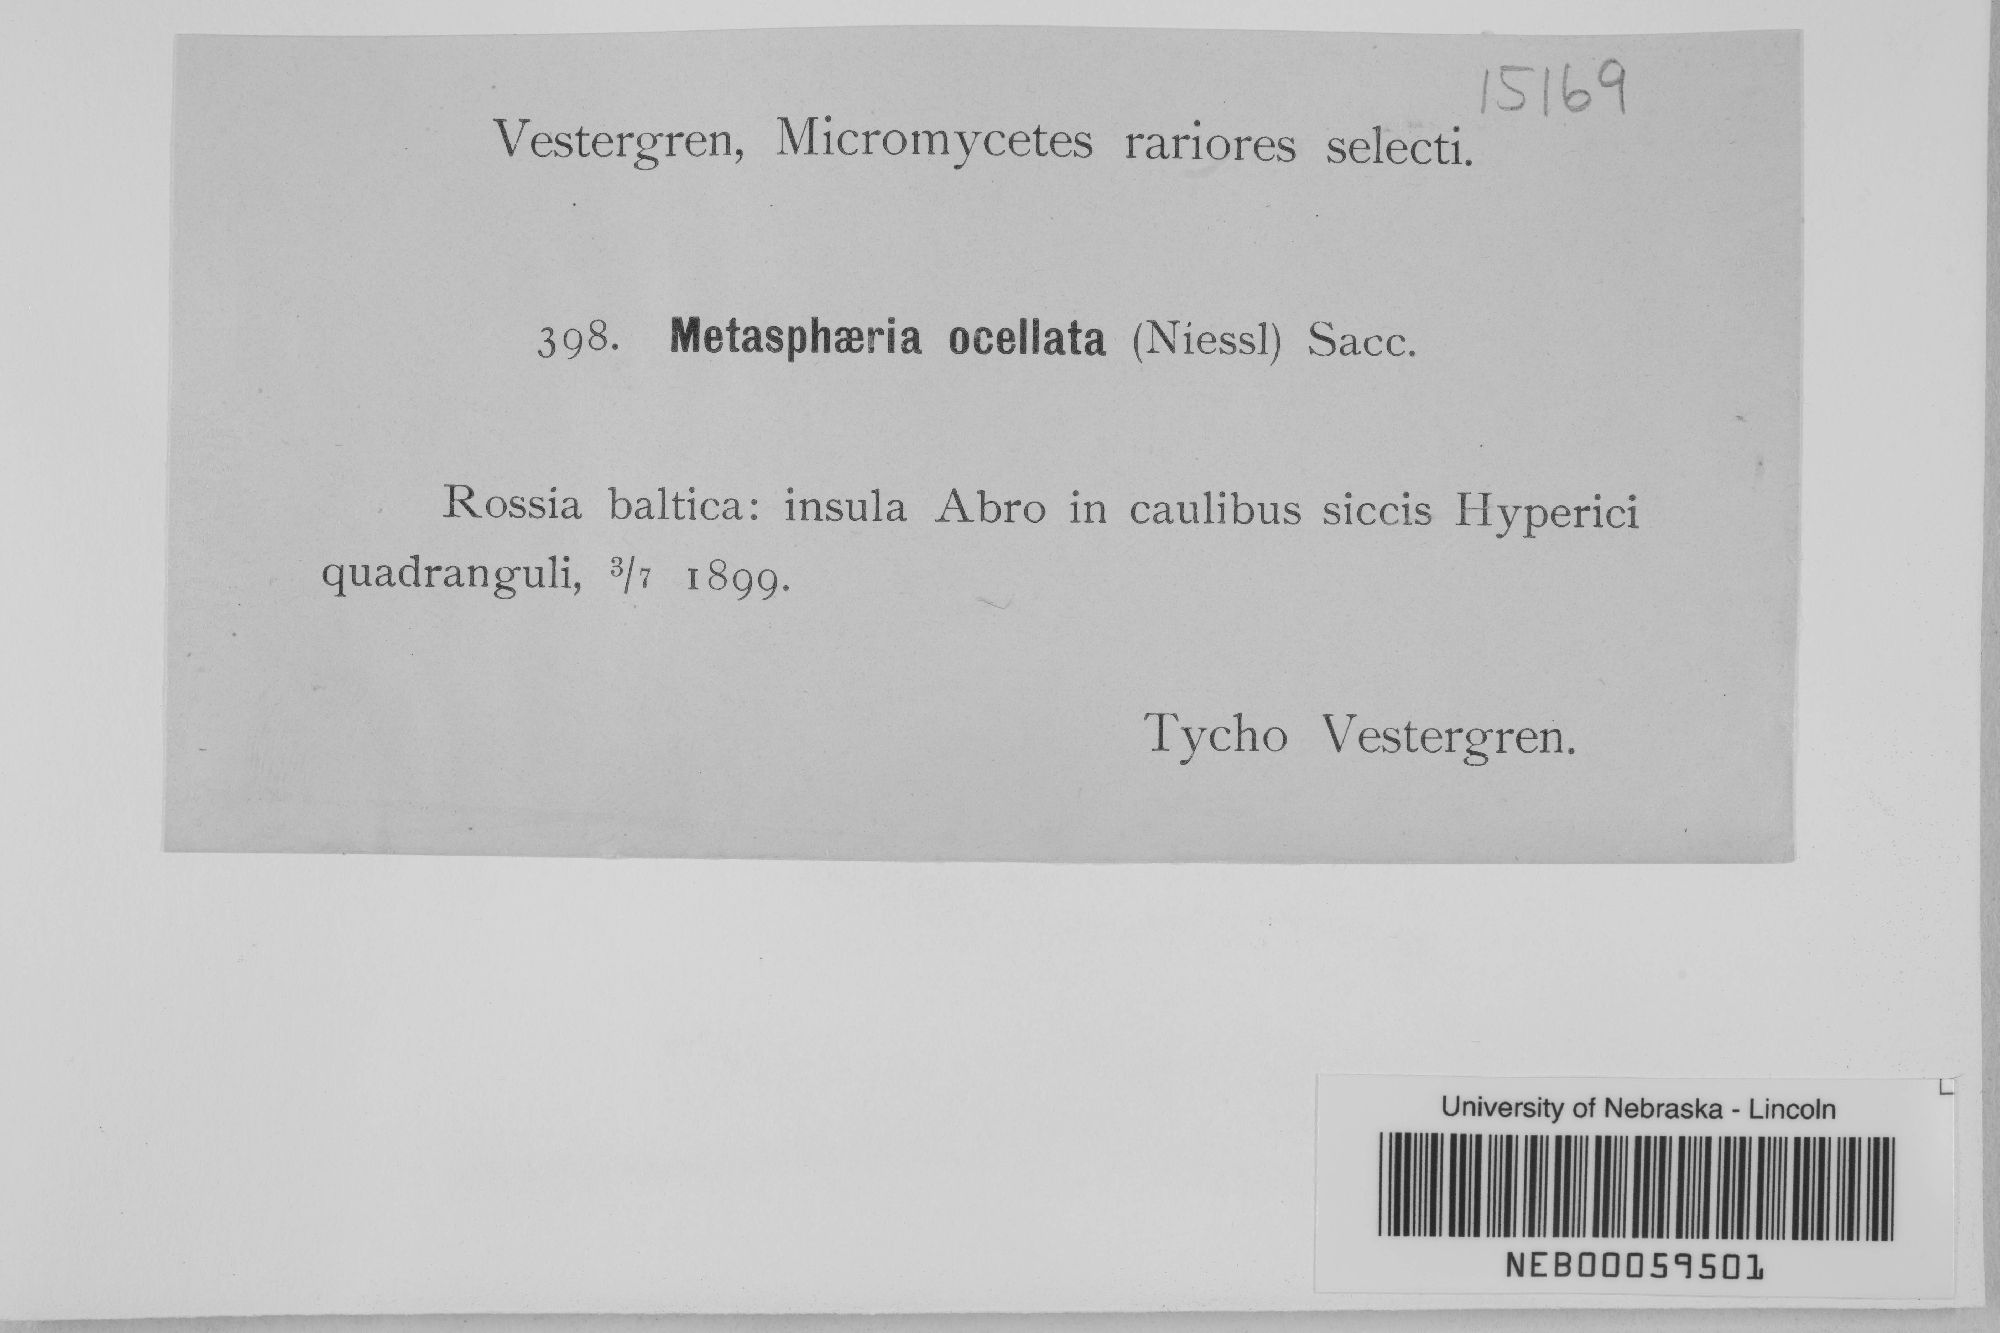 15169
Vestergren, Micromycetes rariores selecti.
398. Metasphæria ocellata (Niessl) Sacc.
Rossia baltica: insula Abro in caulibus siccis Hyperici
quadranguli, 3/7 1899.
Tycho Vestergren.
University of Nebraska - Lincoln
NEB00059501